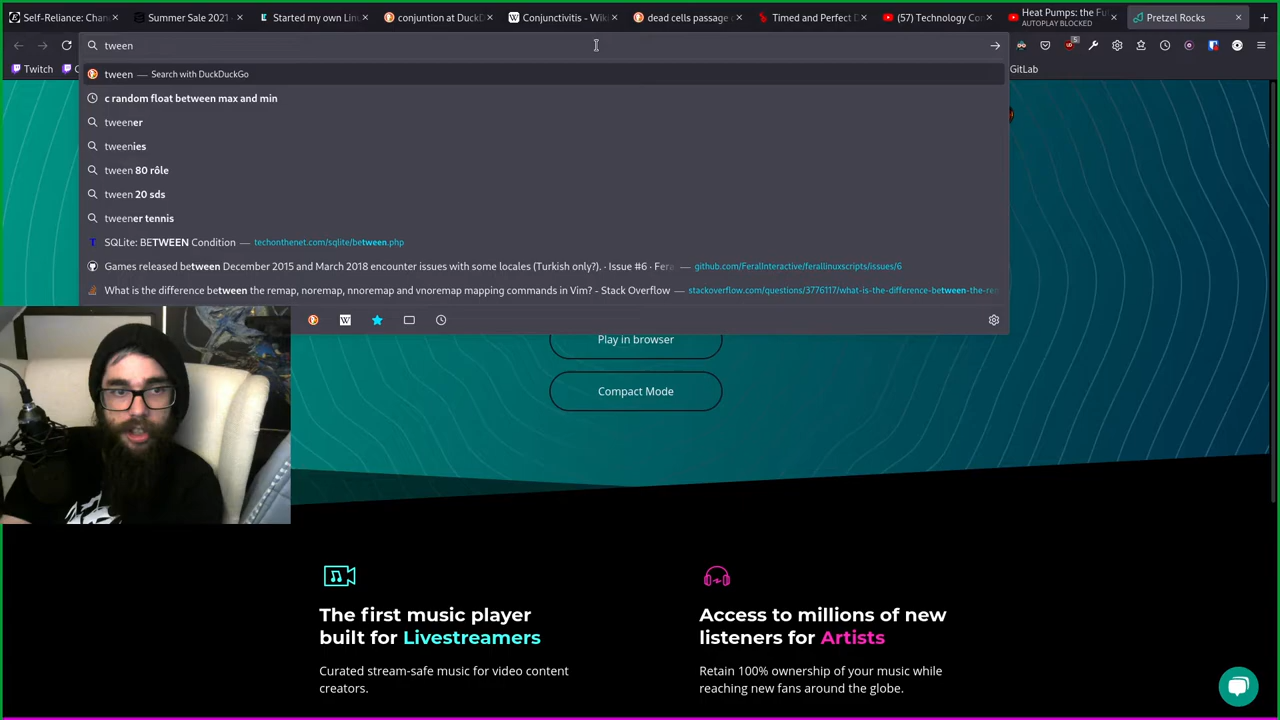 Self-Reliance: Chan
Summer Sale 2021 -
Started my own Lin
conjuntion at DuckD
Conjunctivitis - Wiki
dead cells passage
Timed and Perfect D
(57) Technology Con
Heat Pumps: the Fu
AUTOPLAY BLOCKED
Pretzel Rocks
tween
5
Twitch
GitLab
tween — Search with DuckDuckGo
c random float between max and min
tweener
tweenies
tween 80 rôle
tween 20 sds
tweener tennis
SQLite: BETWEEN Condition — techonthenet.com/sqlite/between.php
Games released between December 2015 and March 2018 encounter issues with some locales (Turkish only?). · Issue #6 · Fera — github.com/FeralInteractive/ferallinuxscripts/issues/6
What is the difference between the remap, noremap, nnoremap and vnoremap mapping commands in Vim? - Stack Overflow — stackoverflow.com/questions/3776117/what-is-the-difference-between-the-re
Play in browser
Compact Mode
The first music player
built for Livestreamers
Curated stream-safe music for video content
creators.
Access to millions of new
listeners for Artists
Retain 100% ownership of your music while
reaching new fans around the globe.